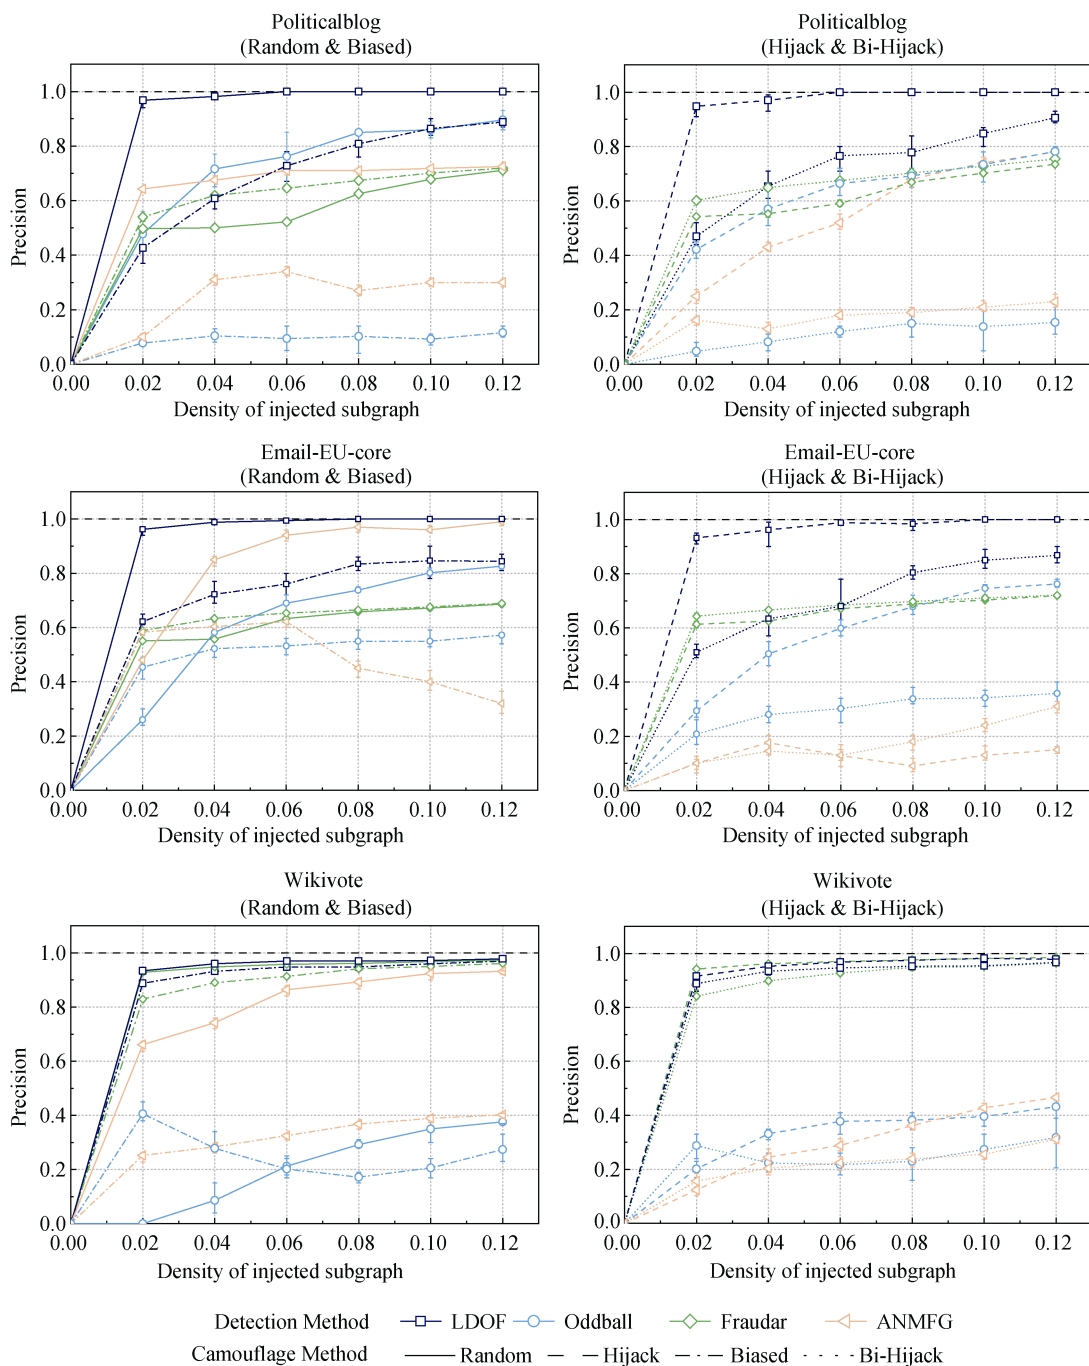 Politicalblog
(Random & Biased)
1.0
0.8
0.6
0.4
0.2
0.0
Precision
0.00 0.02 0.04 0.06 0.08 0.10 0.12
Density of injected subgraph
Politicalblog
(Hijack & Bi-Hijack)
1.0
0.8
0.6
0.4
0.2
0.0
Precision
0.00 0.02 0.04 0.06 0.08 0.10 0.12
Density of injected subgraph
Email-EU-core
(Random & Biased)
1.0
0.8
0.6
0.4
0.2
0.0
Precision
0.00 0.02 0.04 0.06 0.08 0.10 0.12
Density of injected subgraph
Email-EU-core
(Hijack & Bi-Hijack)
1.0
0.8
0.6
0.4
0.2
0.0
Precision
0.00 0.02 0.04 0.06 0.08 0.10 0.12
Density of injected subgraph
Wikivote
(Random & Biased)
1.0
0.8
0.6
0.4
0.2
0.0
Precision
0.00 0.02 0.04 0.06 0.08 0.10 0.12
Density of injected subgraph
Wikivote
(Hijack & Bi-Hijack)
1.0
0.8
0.6
0.4
0.2
0.0
Precision
0.00 0.02 0.04 0.06 0.08 0.10 0.12
Density of injected subgraph
Detection Method LDOF Oddball Fraudar ANMFG
Camouflage Method Random Hijack Biased Bi-Hijack